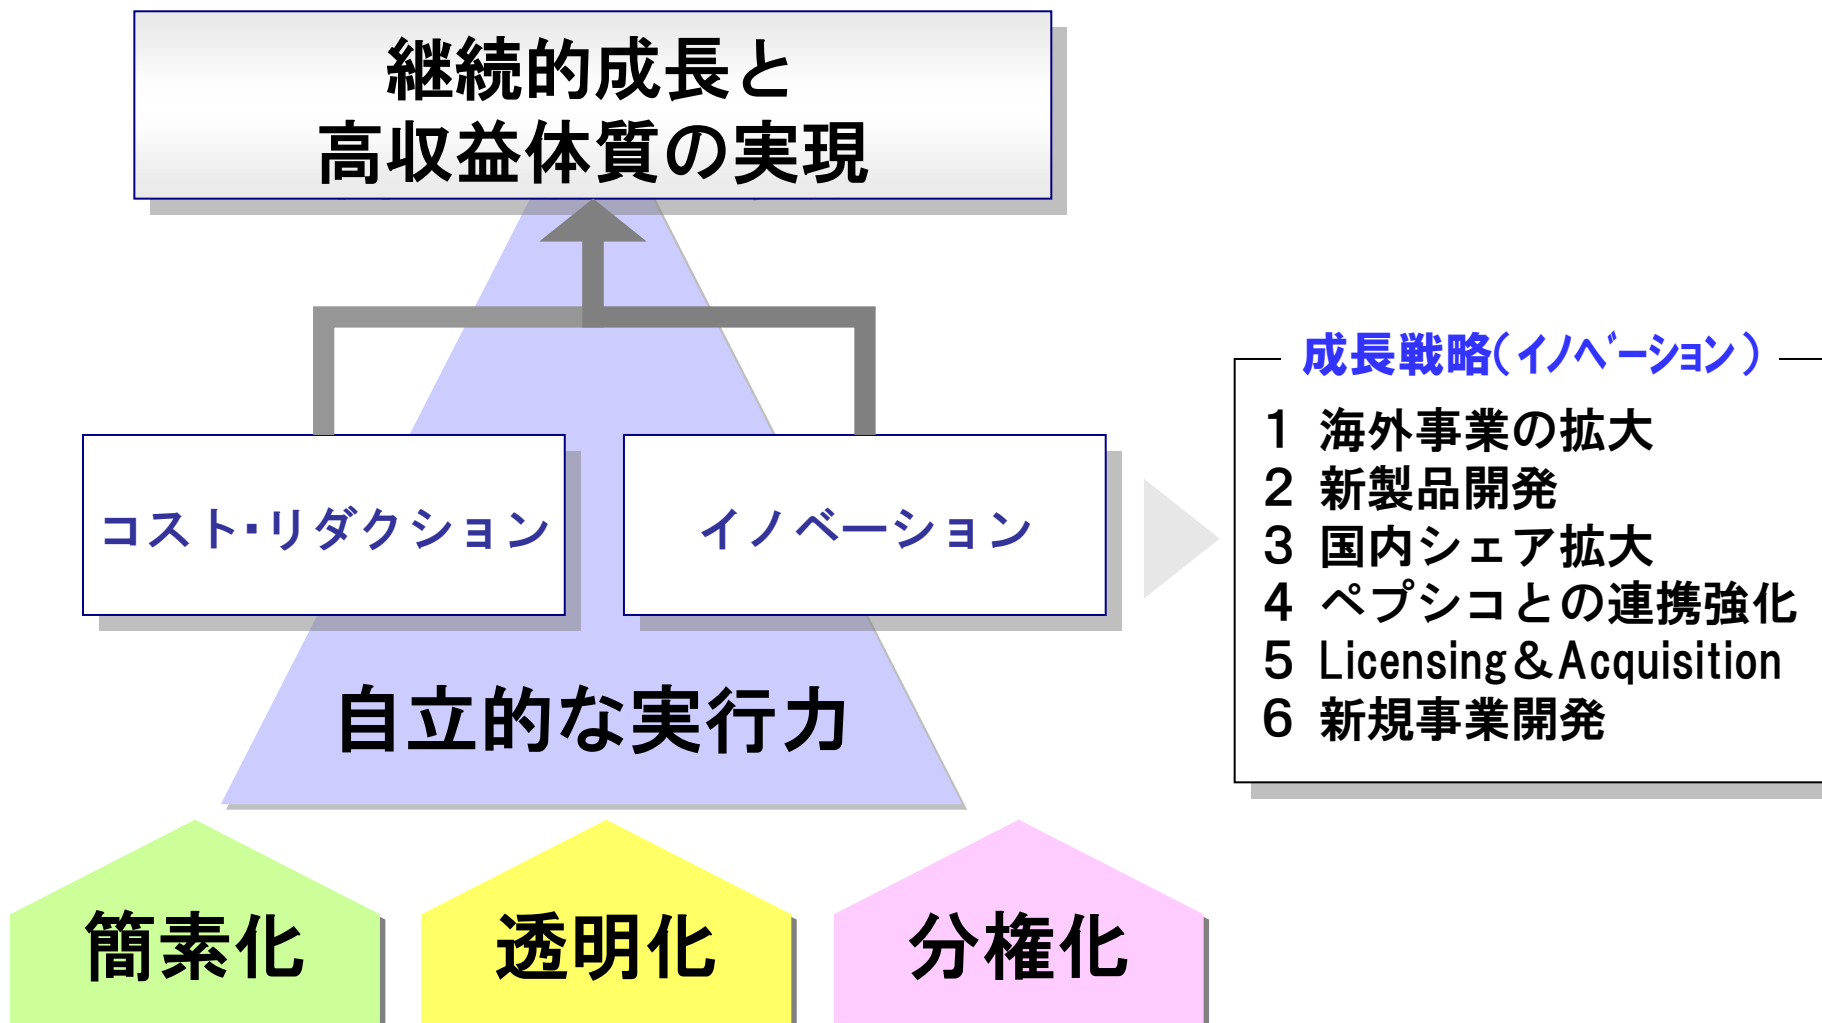 継続的成長と
高収益体質の実現
コスト・リダクション
イノベーション
自立的な実行力
簡素化
透明化
分権化
成長戦略(ｲﾉﾍﾞｰｼｮﾝ)
１ 海外事業の拡大
２ 新製品開発
３ 国内シェア拡大
４ ペプシコとの連携強化
５ Licensing＆Acquisition
６ 新規事業開発